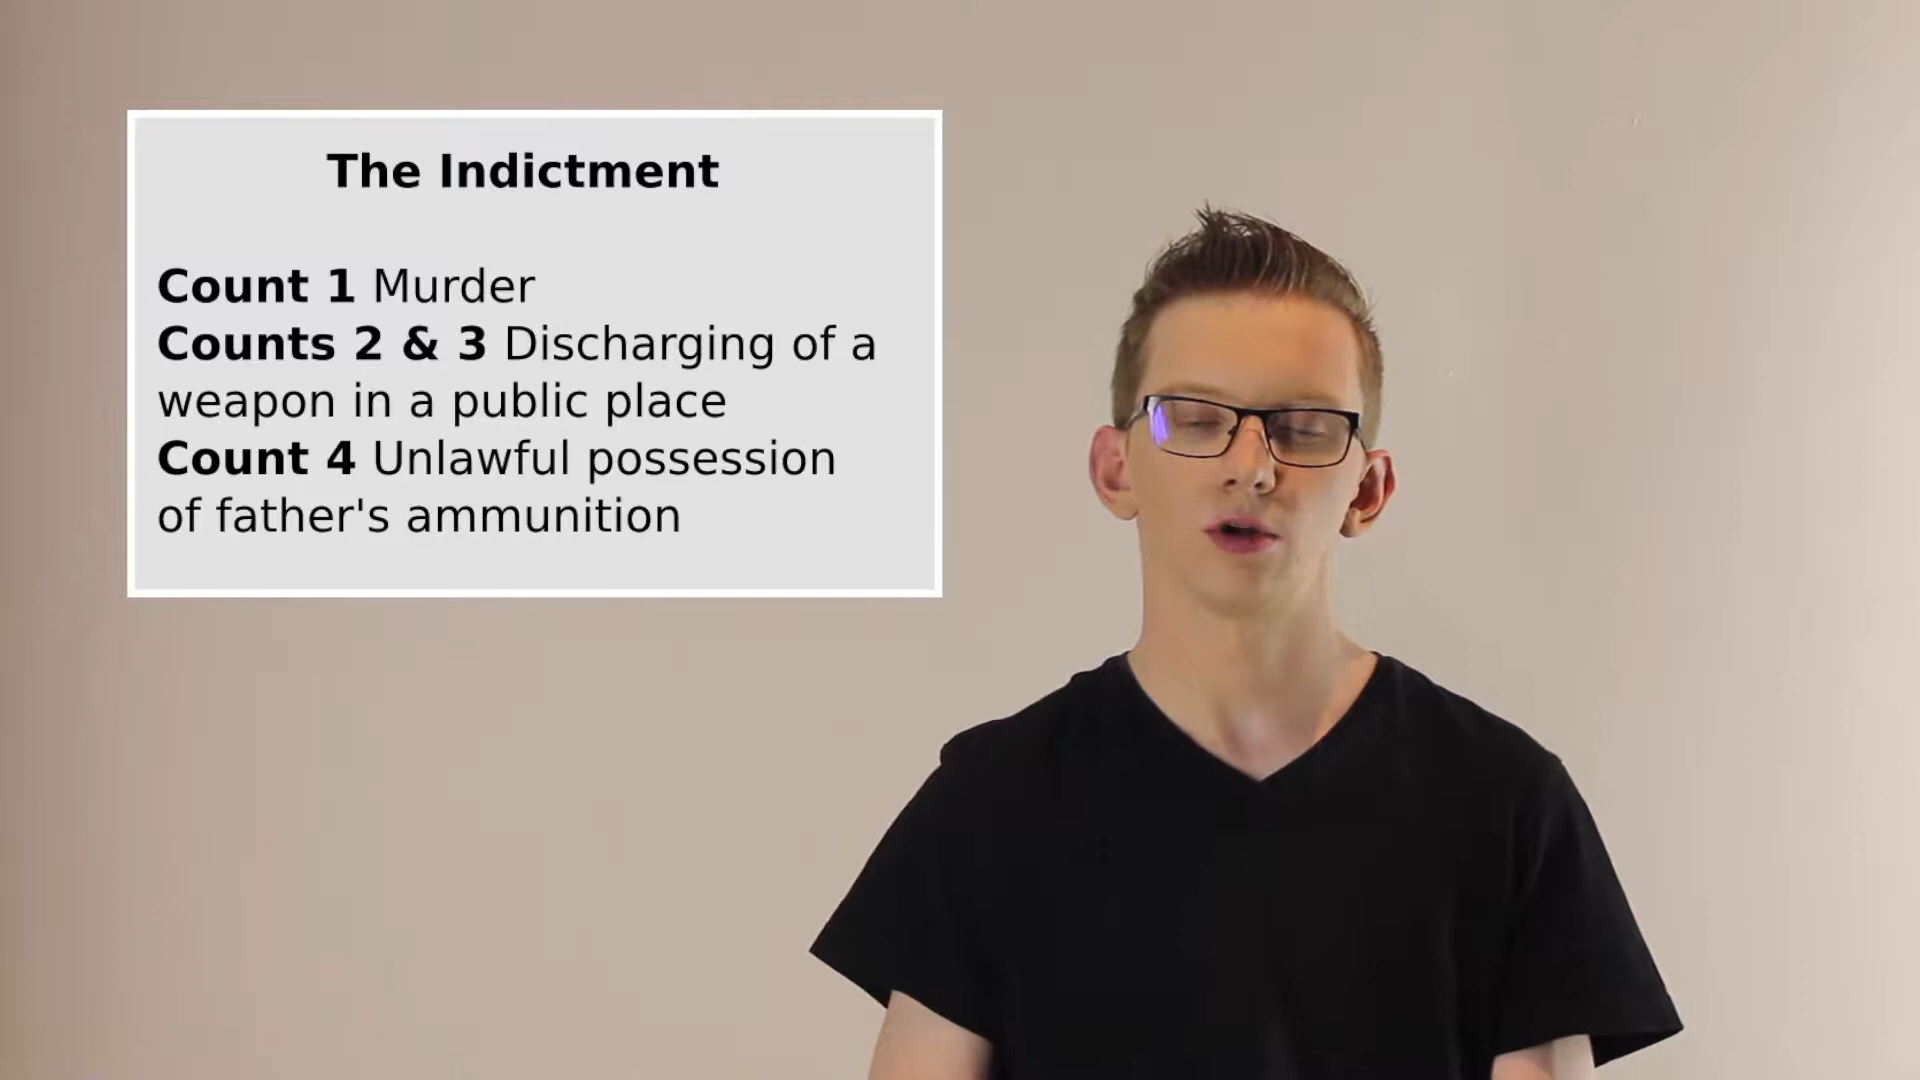 The Indictment
Count 1 Murder
Counts 2 & 3 Discharging of a
weapon in a public place
Count 4 Unlawful possession
of father's ammunition